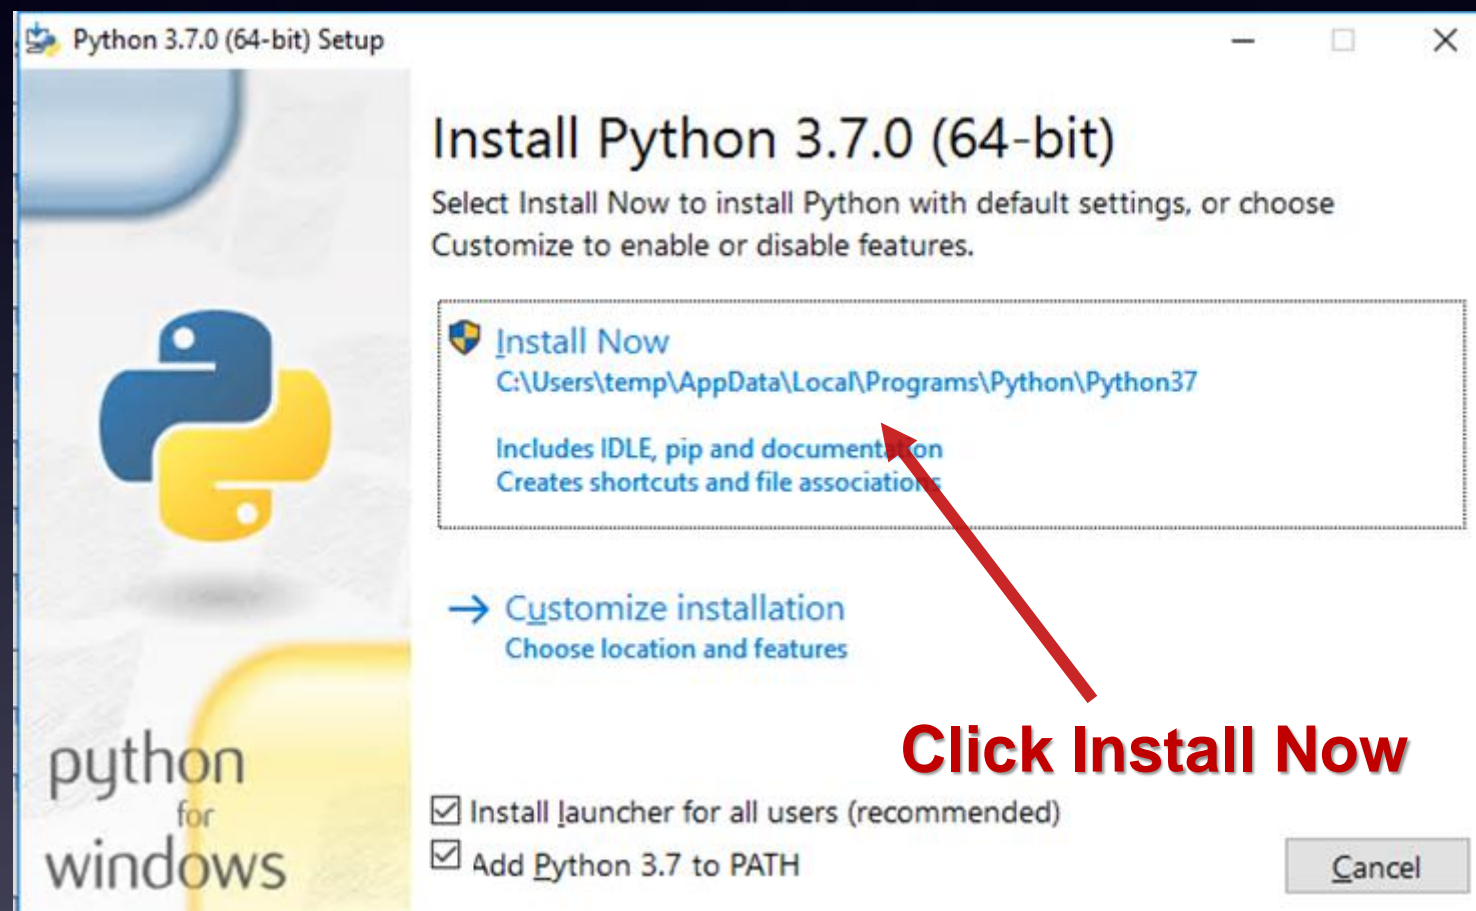 Python 3.7.0 (64-bit) Setup
Install Python 3.7.0 (64-bit)
Select Install Now to install Python with default settings, or choose
Customize to enable or disable features.
Install Now
C:\Users\temp\AppData\Local\Programs\Python\Python37
Includes IDLE, pip and documentation
Creates shortcuts and file associations
Customize installation
Choose location and features
Click Install Now
Install launcher for all users (recommended)
Add Python 3.7 to PATH
Cancel
python
for
windows